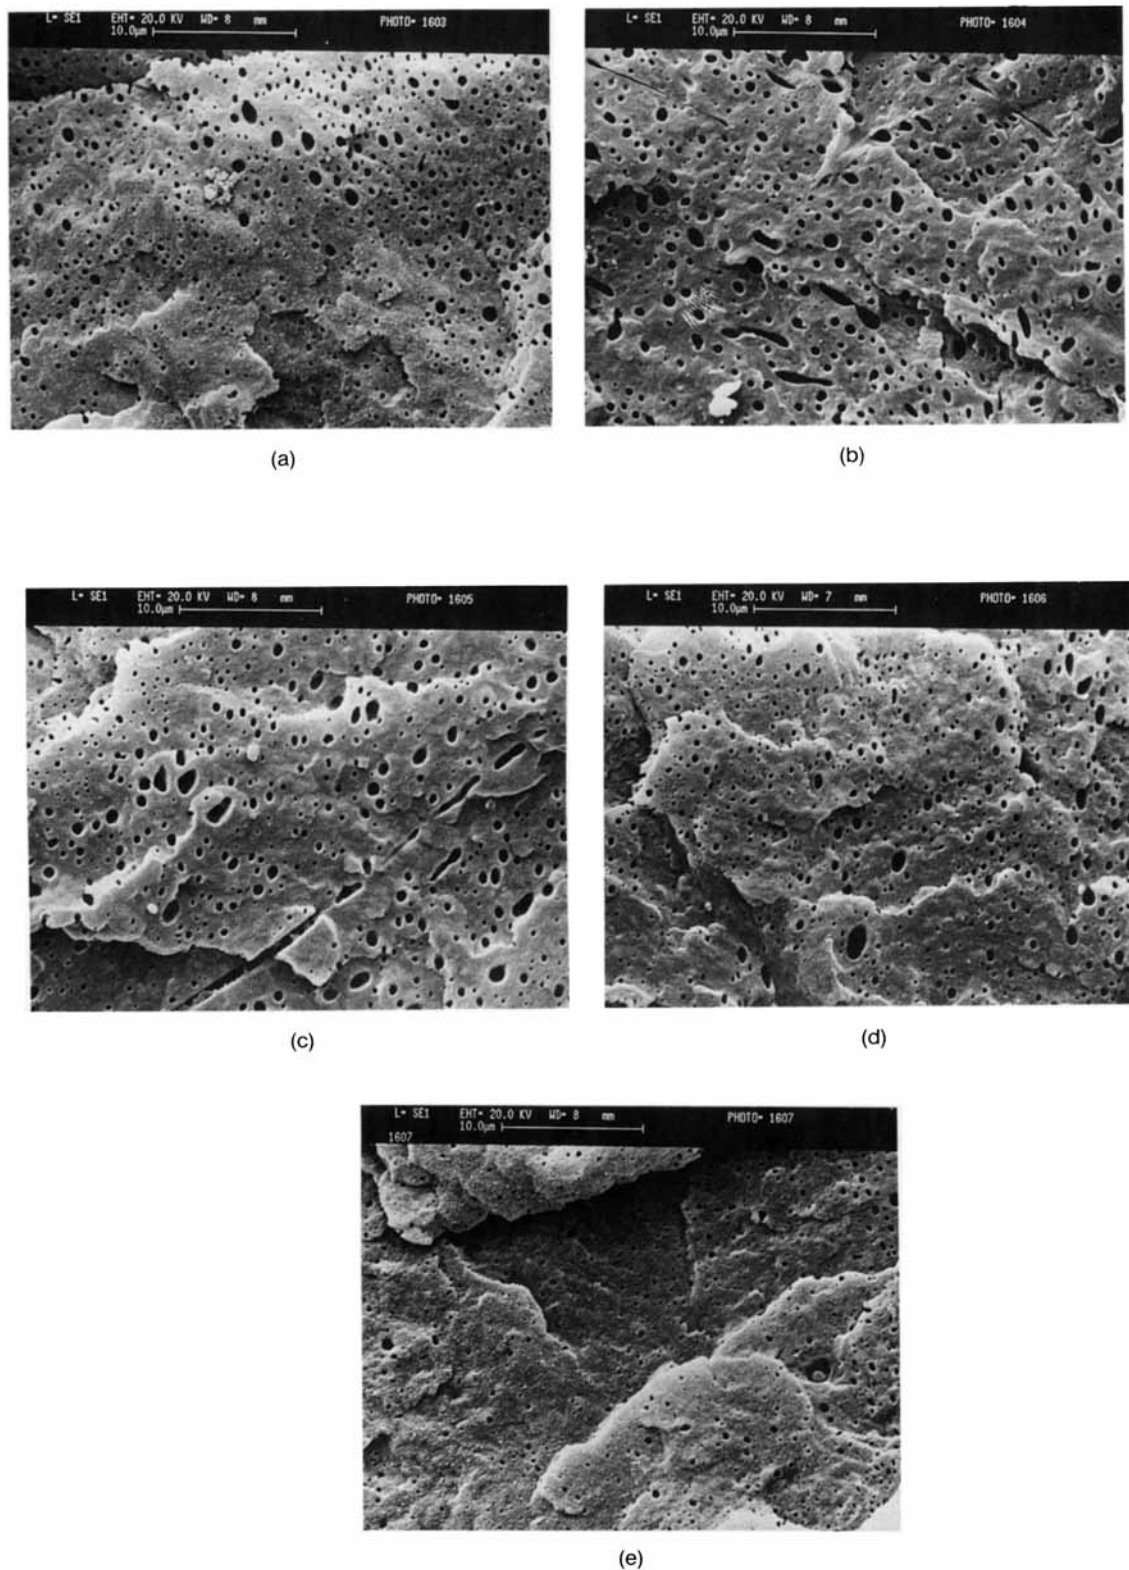 L= SE1 EHT= 20.0 KV WD= 8 mm PHOTO= 1603
10.0µm
L= SE1 EHT= 20.0 KV WD= 8 mm PHOTO= 1604
10.0µm
(a)
(b)
L= SE1 EHT= 20.0 KV WD= 8 mm PHOTO= 1605
10.0µm
L= SE1 EHT= 20.0 KV WD= 7 mm PHOTO= 1606
10.0µm
(c)
(d)
L= SE1 EHT= 20.0 KV WD= 8 mm PHOTO= 1607
10.0µm
1607
(e)